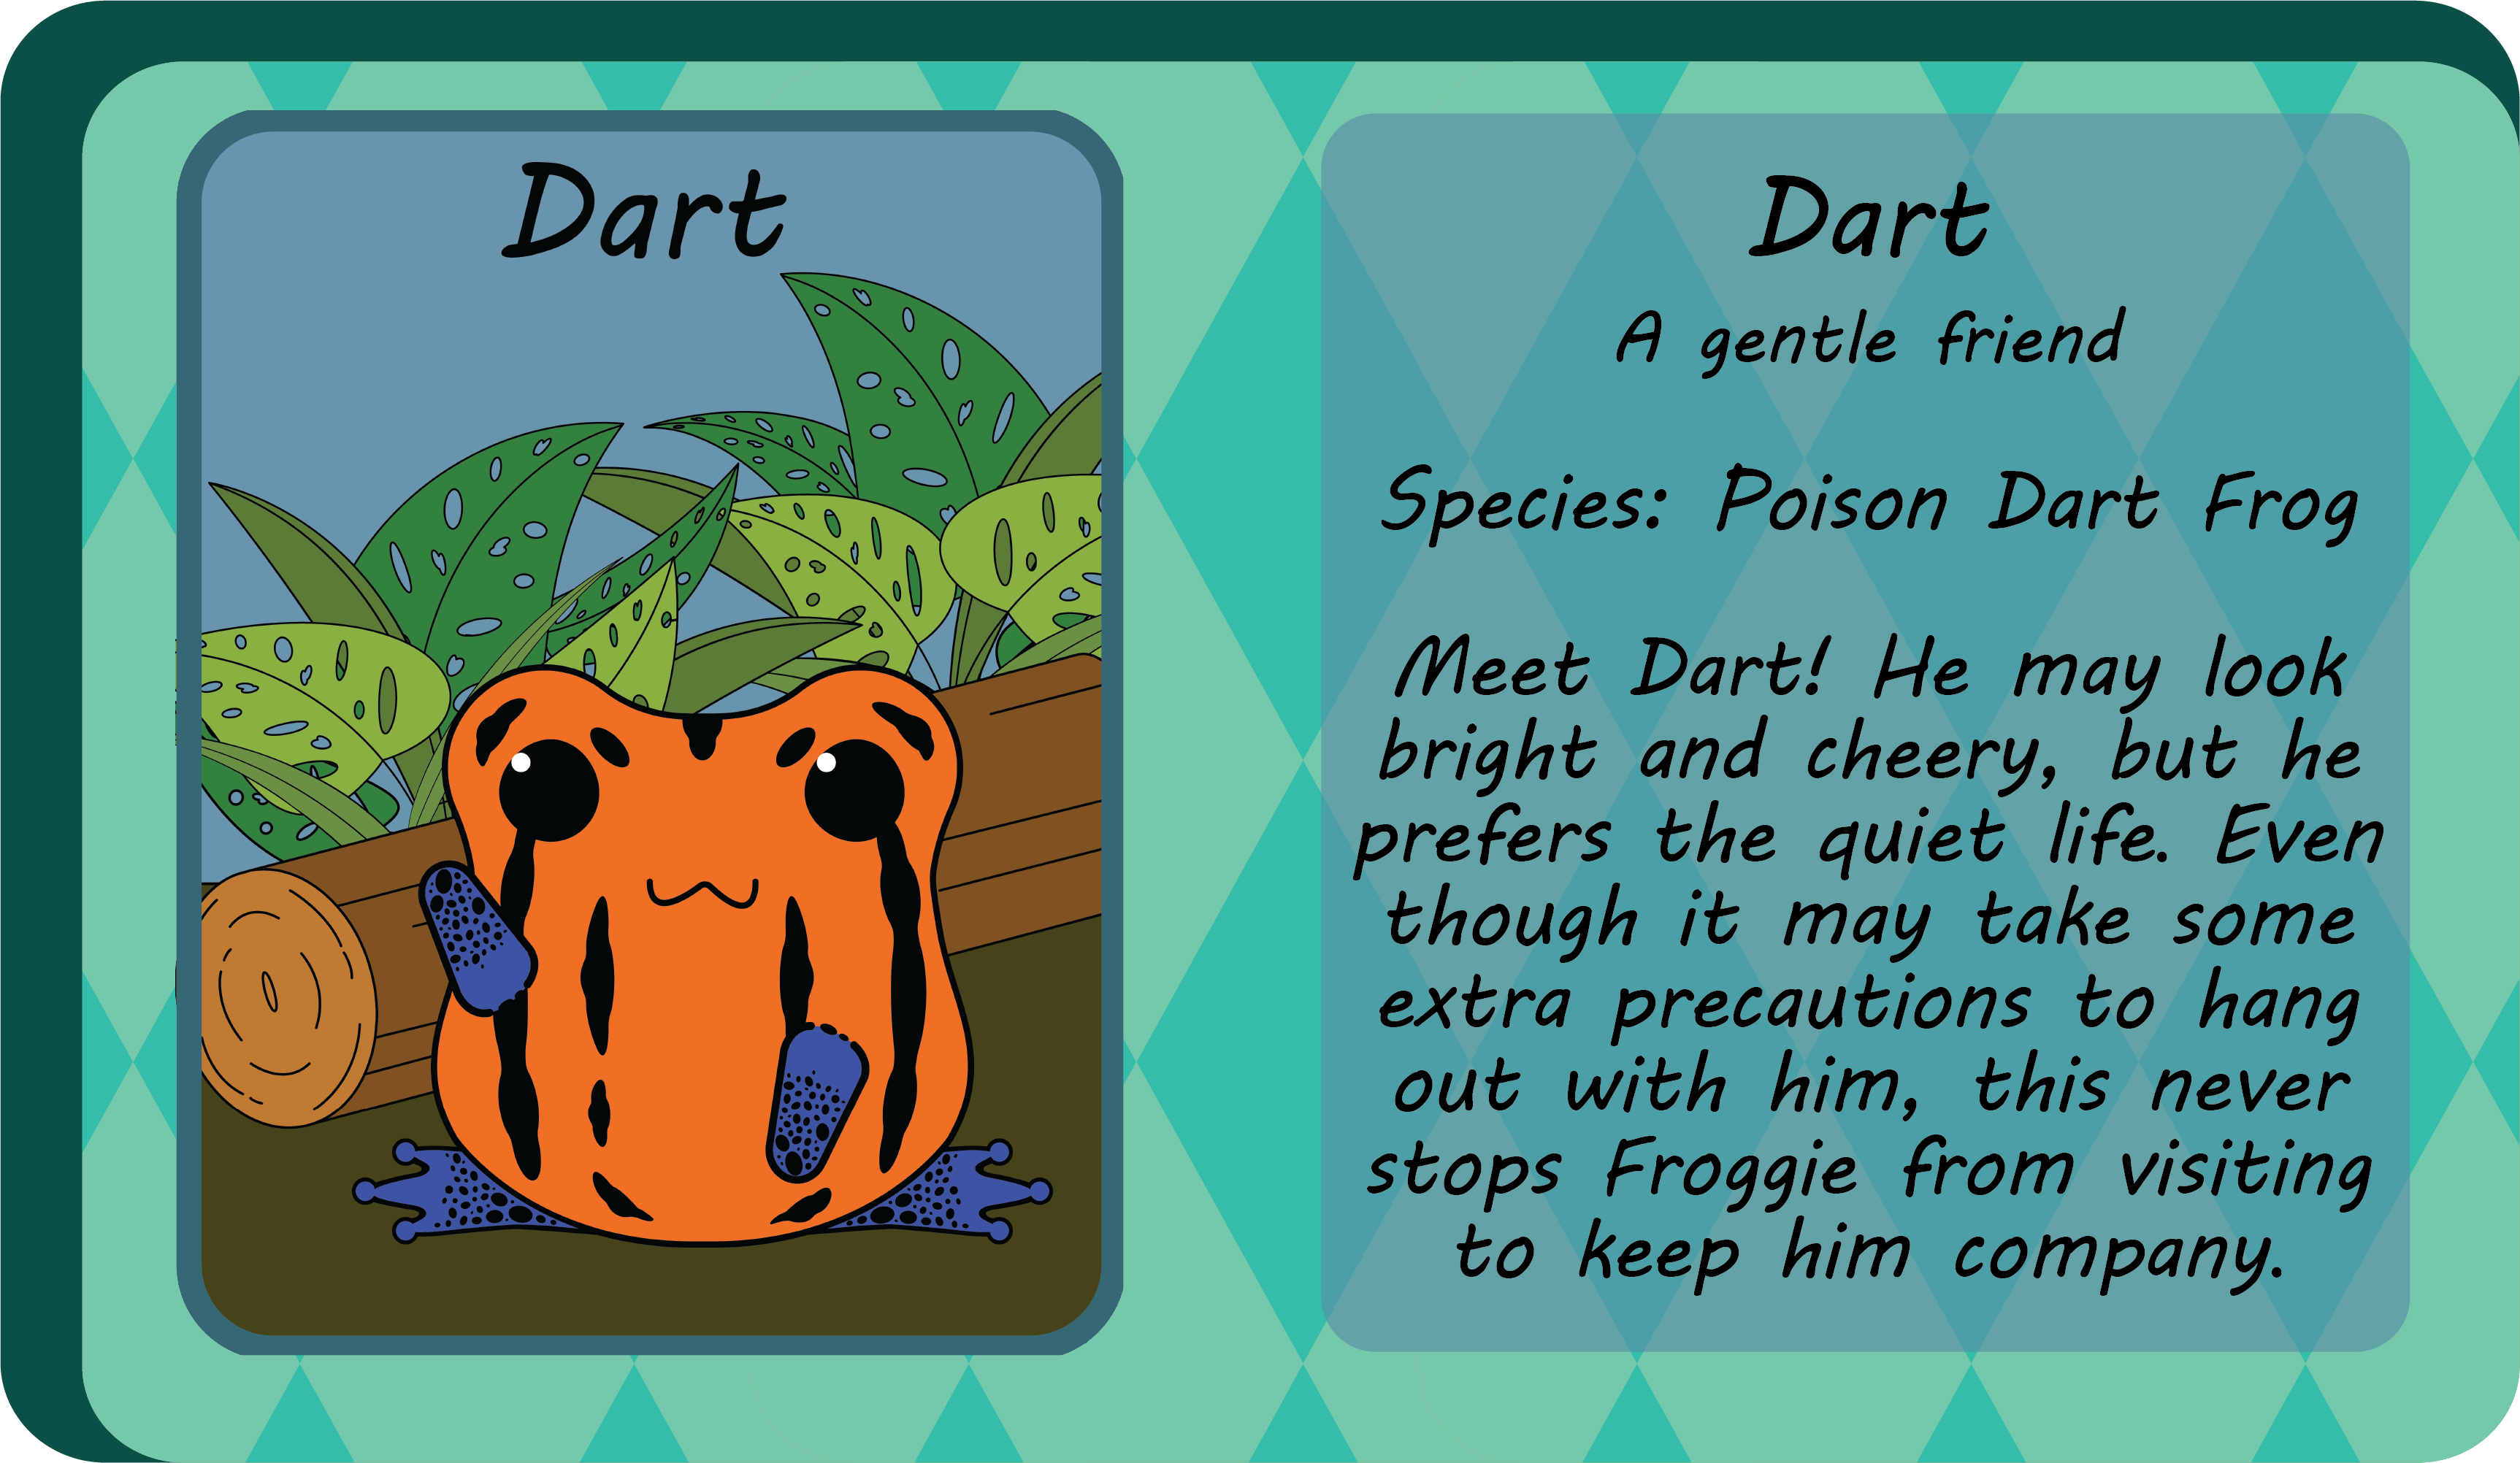 Dart
Dart
A gentle friend
Species: Poison Dart Frog
Meet Dart! He may look
bright and cheery, but he
prefers the quiet life. Even
though it may take some
extra precautions to hang
out with him, this never
stops Froggie from visiting
to keep him company.